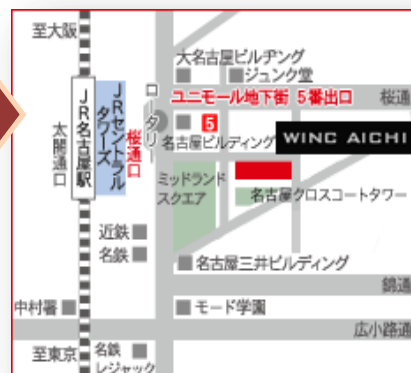 至大阪
大名古屋ビルヂング
ジュンク堂
ユニモール地下街 5番出口
桜通
ロータリー
JRセントラルタワーズ
JR名古屋駅
桜通口
太閤通口
5
名古屋ビルディング
WINC AICHI
ミッドランド
スクエア
名古屋クロスコートタワー
近鉄
名鉄
名古屋三井ビルディング
錦通
中村署
モード学園
広小路通
至東京
名鉄
レジャック